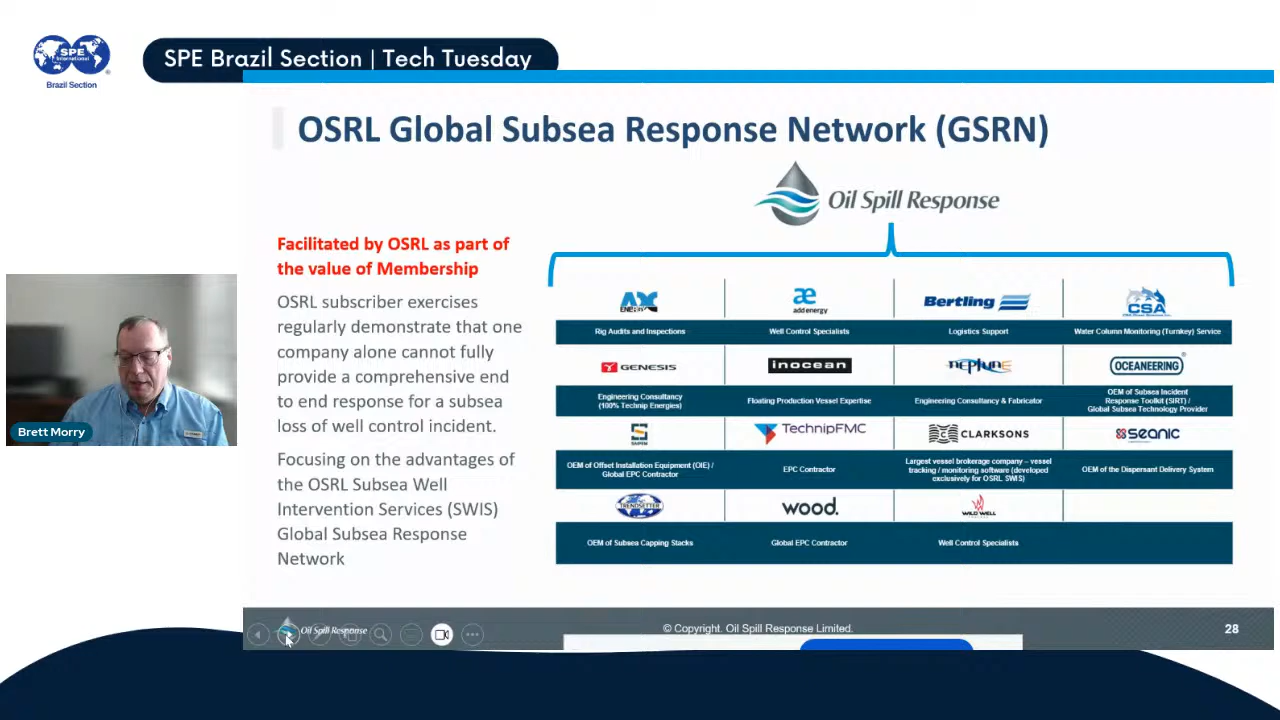 SPE
International
Brazil Section
SPE Brazil Section | Tech Tuesday
OSRL Global Subsea Response Network (GSRN)
Oil Spill Response
Facilitated by OSRL as part of
the value of Membership
OSRL subscriber exercises
regularly demonstrate that one
company alone cannot fully
provide a comprehensive end
to end response for a subsea
loss of well control incident.
Focusing on the advantages of
the OSRL Subsea Well
Intervention Services (SWIS)
Global Subsea Response
Network
ENERGY
ae
add energy
Bertling
CSA
Rig Audits and Inspections
Well Control Specialists
Logistics Support
Water Column Monitoring (Turnkey) Service
GENESIS
inocean
NEPTUNE
OCEANEERING
Engineering Consultancy
(100% Technip Energies)
Floating Production Vessel Expertise
Engineering Consultancy & Fabricator
OEM of Subsea Incident
Response Toolkit (SIRT) /
Global Subsea Technology Provider
SAIPEM
TechnipFMC
CLARKSONS
SEANIC
OEM of Offset Installation Equipment (OIE) /
Global EPC Contractor
EPC Contractor
Largest vessel brokerage company – vessel
tracking / monitoring software (developed
exclusively for OSRL SWIS)
OEM of the Dispersant Delivery System
TRENDSETTER
wood.
WILD WELL
OEM of Subsea Capping Stacks
Global EPC Contractor
Well Control Specialists
Brett Morry
Oil Spill Response
© Copyright. Oil Spill Response Limited.
28